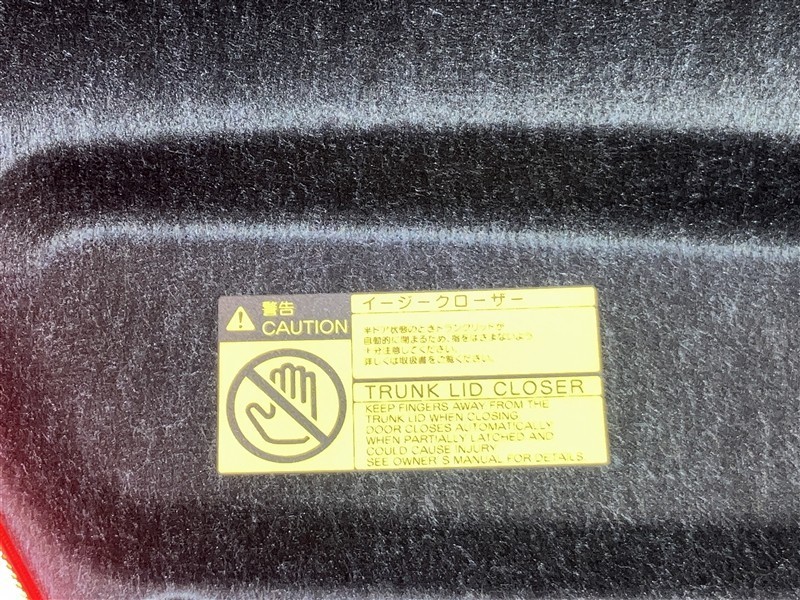 警告
CAUTION
イージークローザー
半ドア状態のときトランクリッドが
自動的に閉まるため、指をはさまないよう
十分注意してください。
詳しくは取扱書をご覧ください。
TRUNK LID CLOSER
KEEP FINGERS AWAY FROM THE
TRUNK LID WHEN CLOSING.
DOOR CLOSES AUTOMATICALLY
WHEN PARTIALLY LATCHED AND
COULD CAUSE INJURY.
SEE OWNER'S MANUAL FOR DETAILS